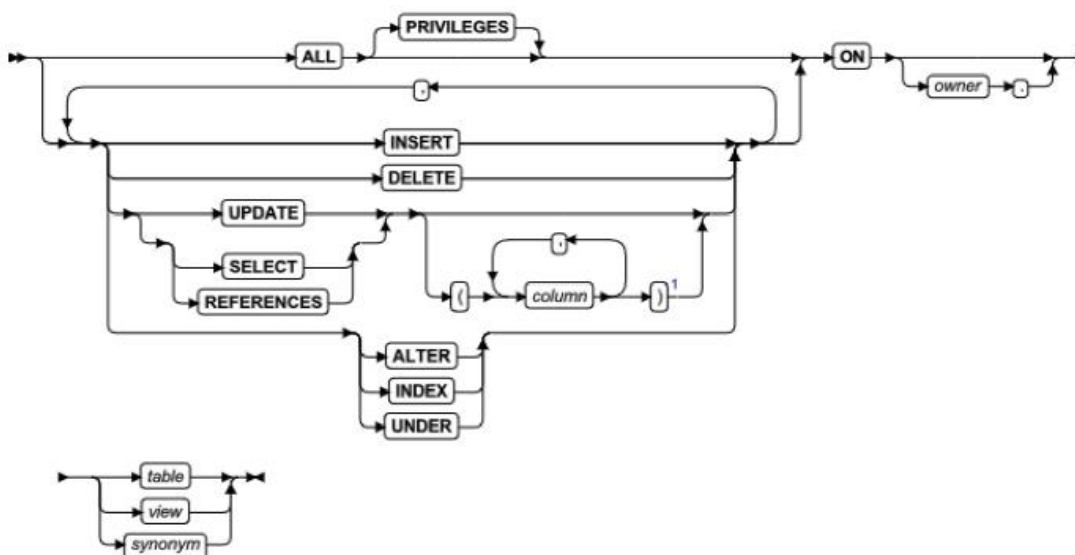 PRIVILEGES
ALL ON
owner .
,
INSERT
DELETE
UPDATE
,
SELECT
( column ) 1
REFERENCES
ALTER
INDEX
UNDER
table
view
synonym